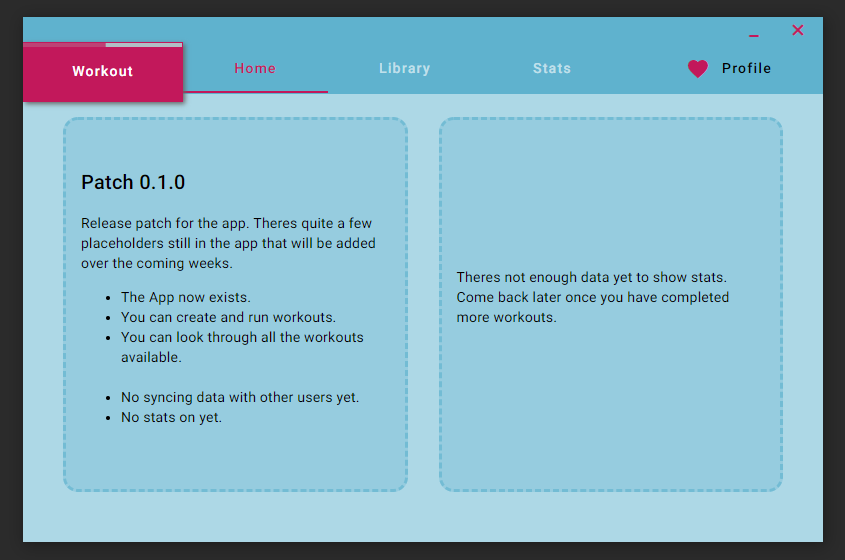 Workout
Home
Library
Stats
Profile
Patch 0.1.0
Release patch for the app. Theres quite a few
placeholders still in the app that will be added
over the coming weeks.
• The App now exists.
• You can create and run workouts.
• You can look through all the workouts
available.
• No syncing data with other users yet.
• No stats on yet.
Theres not enough data yet to show stats.
Come back later once you have completed
more workouts.